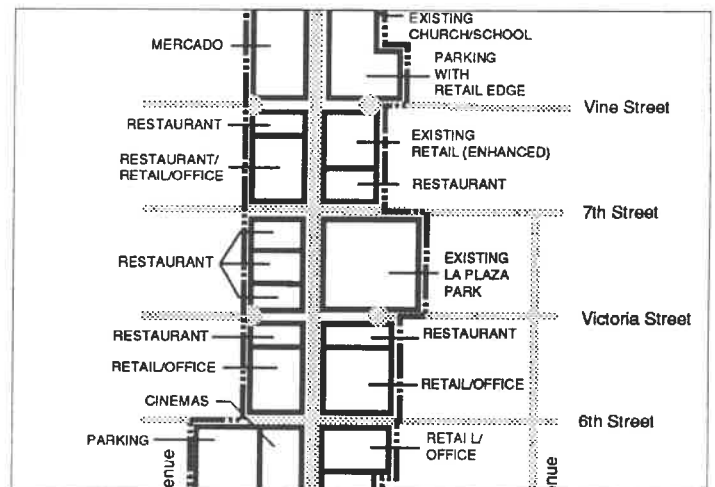 EXISTING
CHURCH/SCHOOL
MERCADO
PARKING
WITH
RETAIL EDGE
Vine Street
RESTAURANT
EXISTING
RETAIL (ENHANCED)
RESTAURANT/
RETAIL/OFFICE
RESTAURANT
7th Street
RESTAURANT
EXISTING
LA PLAZA
PARK
Victoria Street
RESTAURANT
RESTAURANT
RETAIL/OFFICE
RETAIL/OFFICE
CINEMAS
6th Street
PARKING
RETAIL/
OFFICE
enue
enue